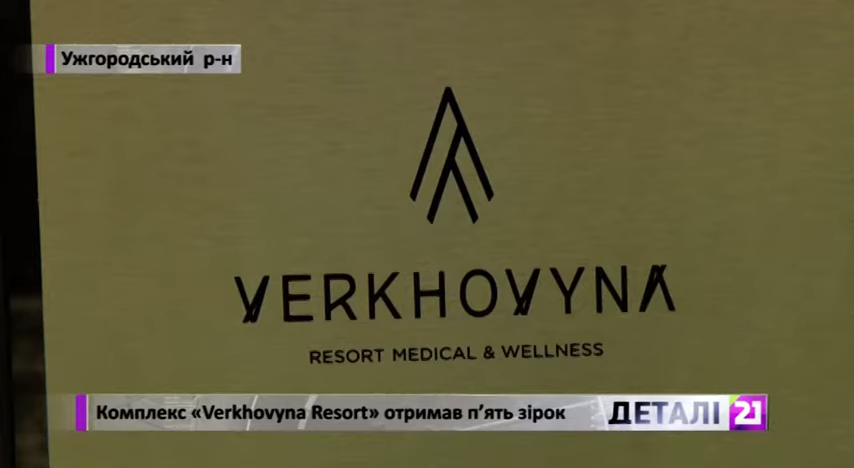 Ужгородський р-н
VERKHOVYNA
RESORT MEDICAL & WELLNESS
Комплекс «Verkhovyna Resort» отримав п’ять зірок
ДЕТАЛІ 21